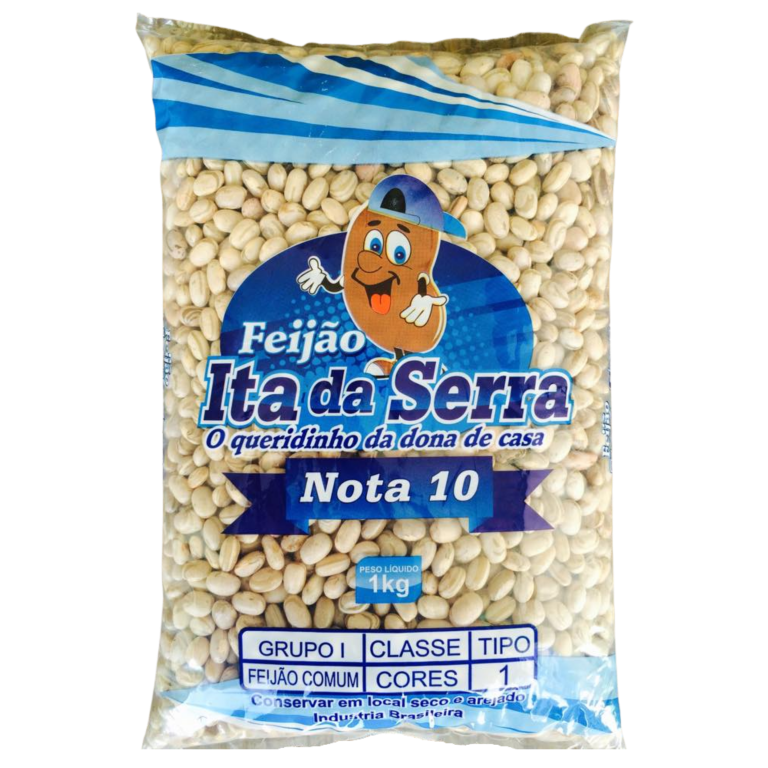 Feijão
Ita da Serra
O queridinho da dona de casa
Nota 10
PESO LÍQUIDO
1kg
GRUPO I CLASSE TIPO
FEIJÃO COMUM CORES 1
Conservar em local seco e arejado
Industria Brasileira